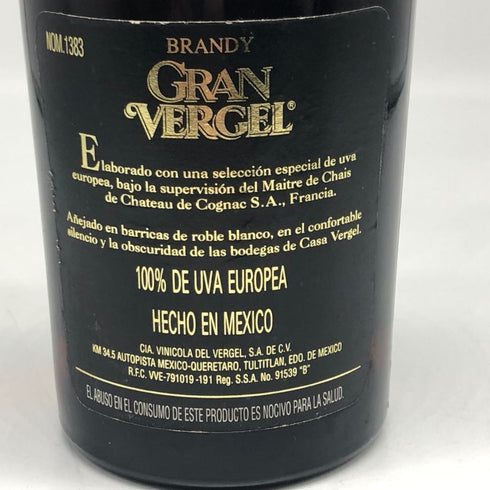 NOM.1383
BRANDY
GRAN
VERGEL®
Elaborado con una selección especial de uva
europea, bajo la supervisión del Maitre de Chais
de Chateau de Cognac S.A., Francia.
Añejado en barricas de roble blanco, en el confortable
silencio y la obscuridad de las bodegas de Casa Vergel.
100% DE UVA EUROPEA
HECHO EN MEXICO
CIA. VINICOLA DEL VERGEL, S.A. DE C.V.
KM 34.5 AUTOPISTA MEXICO-QUERETARO, TULTITLAN, EDO. DE MEXICO
R.F.C. VVE-791019-191 Reg. S.S.A. No. 91539 "B"
EL ABUSO EN EL CONSUMO DE ESTE PRODUCTO ES NOCIVO PARA LA SALUD.